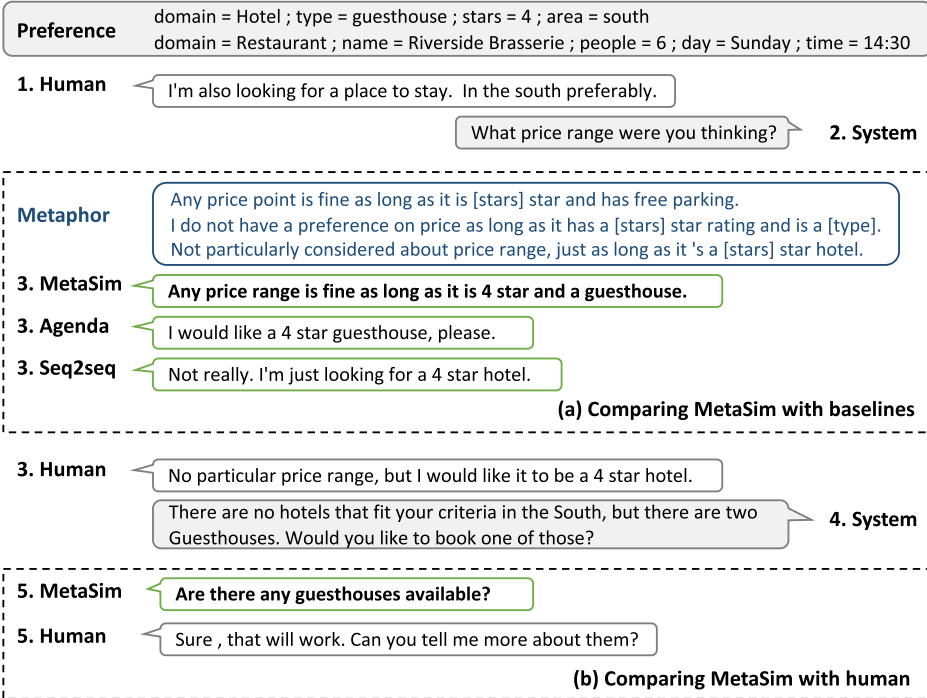 Preference
domain = Hotel ; type = guesthouse ; stars = 4 ; area = south
domain = Restaurant ; name = Riverside Brasserie ; people = 6 ; day = Sunday ; time = 14:30
1. Human
I'm also looking for a place to stay. In the south preferably.
What price range were you thinking?
2. System
Metaphor
Any price point is fine as long as it is [stars] star and has free parking.
I do not have a preference on price as long as it has a [stars] star rating and is a [type].
Not particularly considered about price range, just as long as it 's a [stars] star hotel.
3. MetaSim
Any price range is fine as long as it is 4 star and a guesthouse.
3. Agenda
I would like a 4 star guesthouse, please.
3. Seq2seq
Not really. I'm just looking for a 4 star hotel.
(a) Comparing MetaSim with baselines
3. Human
No particular price range, but I would like it to be a 4 star hotel.
There are no hotels that fit your criteria in the South, but there are two
Guesthouses. Would you like to book one of those?
4. System
5. MetaSim
Are there any guesthouses available?
5. Human
Sure , that will work. Can you tell me more about them?
(b) Comparing MetaSim with human